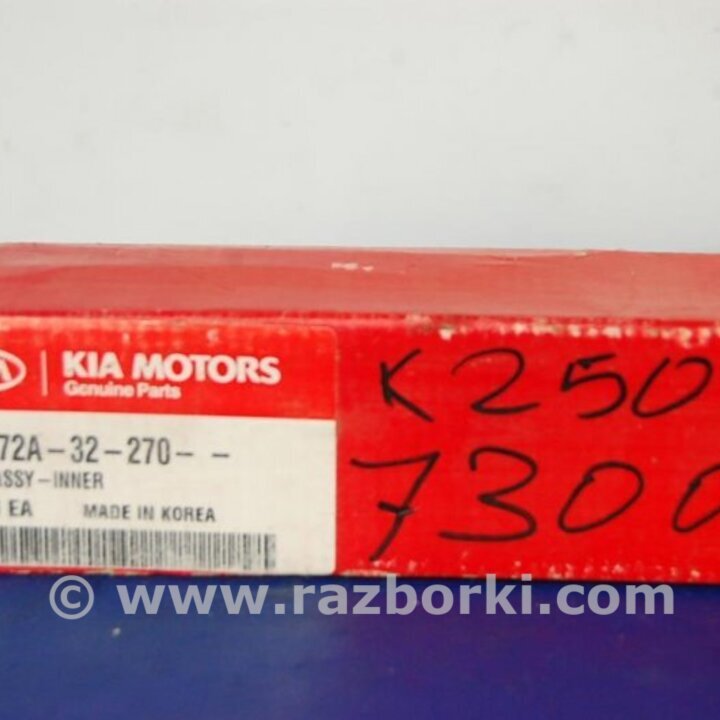 KIA MOTORS
Genuine Parts
72A-32-270--
ASSY-INNER
EA MADE IN KOREA
K250
7300
© www.razborki.com